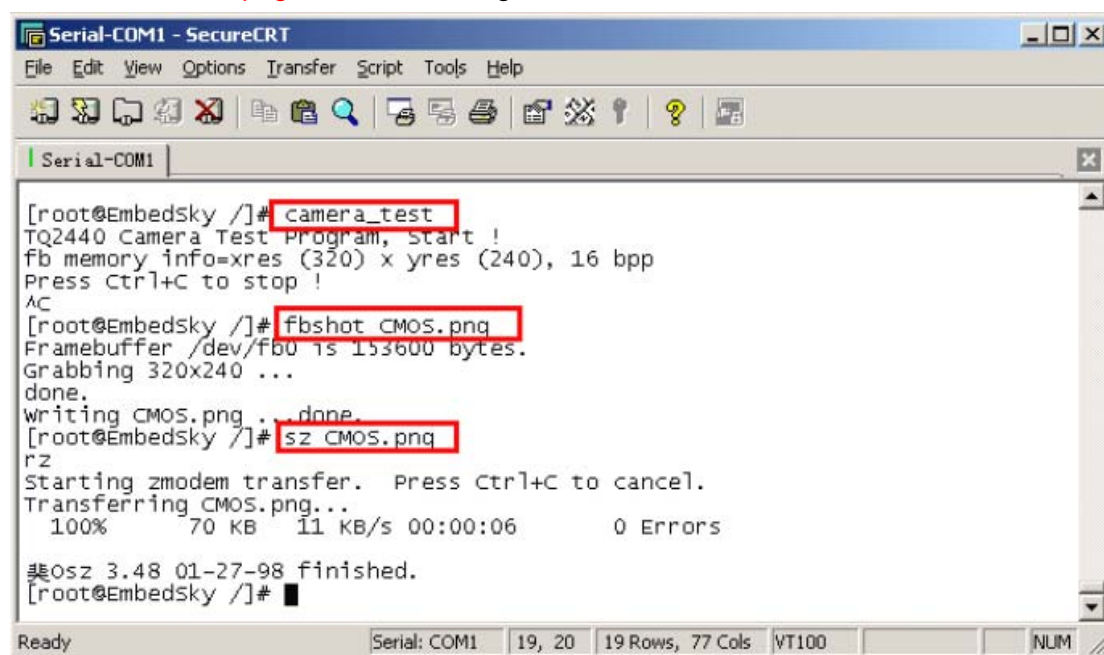 Serial-COM1 - SecureCRT
File Edit View Options Transfer Script Tools Help
Serial-COM1
[root@EmbedSky /]# camera_test
TQ2440 Camera Test Program, Start !
fb memory info=xres (320) x yres (240), 16 bpp
Press Ctrl+C to stop !
^C
[root@EmbedSky /]# fbshot CMOS.png
Framebuffer /dev/fb0 is 153600 bytes.
Grabbing 320x240 ...
done.
Writing CMOS.png ...done.
[root@EmbedSky /]# sz CMOS.png
rz
Starting zmodem transfer.  Press Ctrl+C to cancel.
Transferring CMOS.png...
100% 70 KB 11 KB/s 00:00:06 0 Errors
Osz 3.48 01-27-98 finished.
[root@EmbedSky /]#
Ready Serial: COM1 19, 20 19 Rows, 77 Cols VT100 NUM